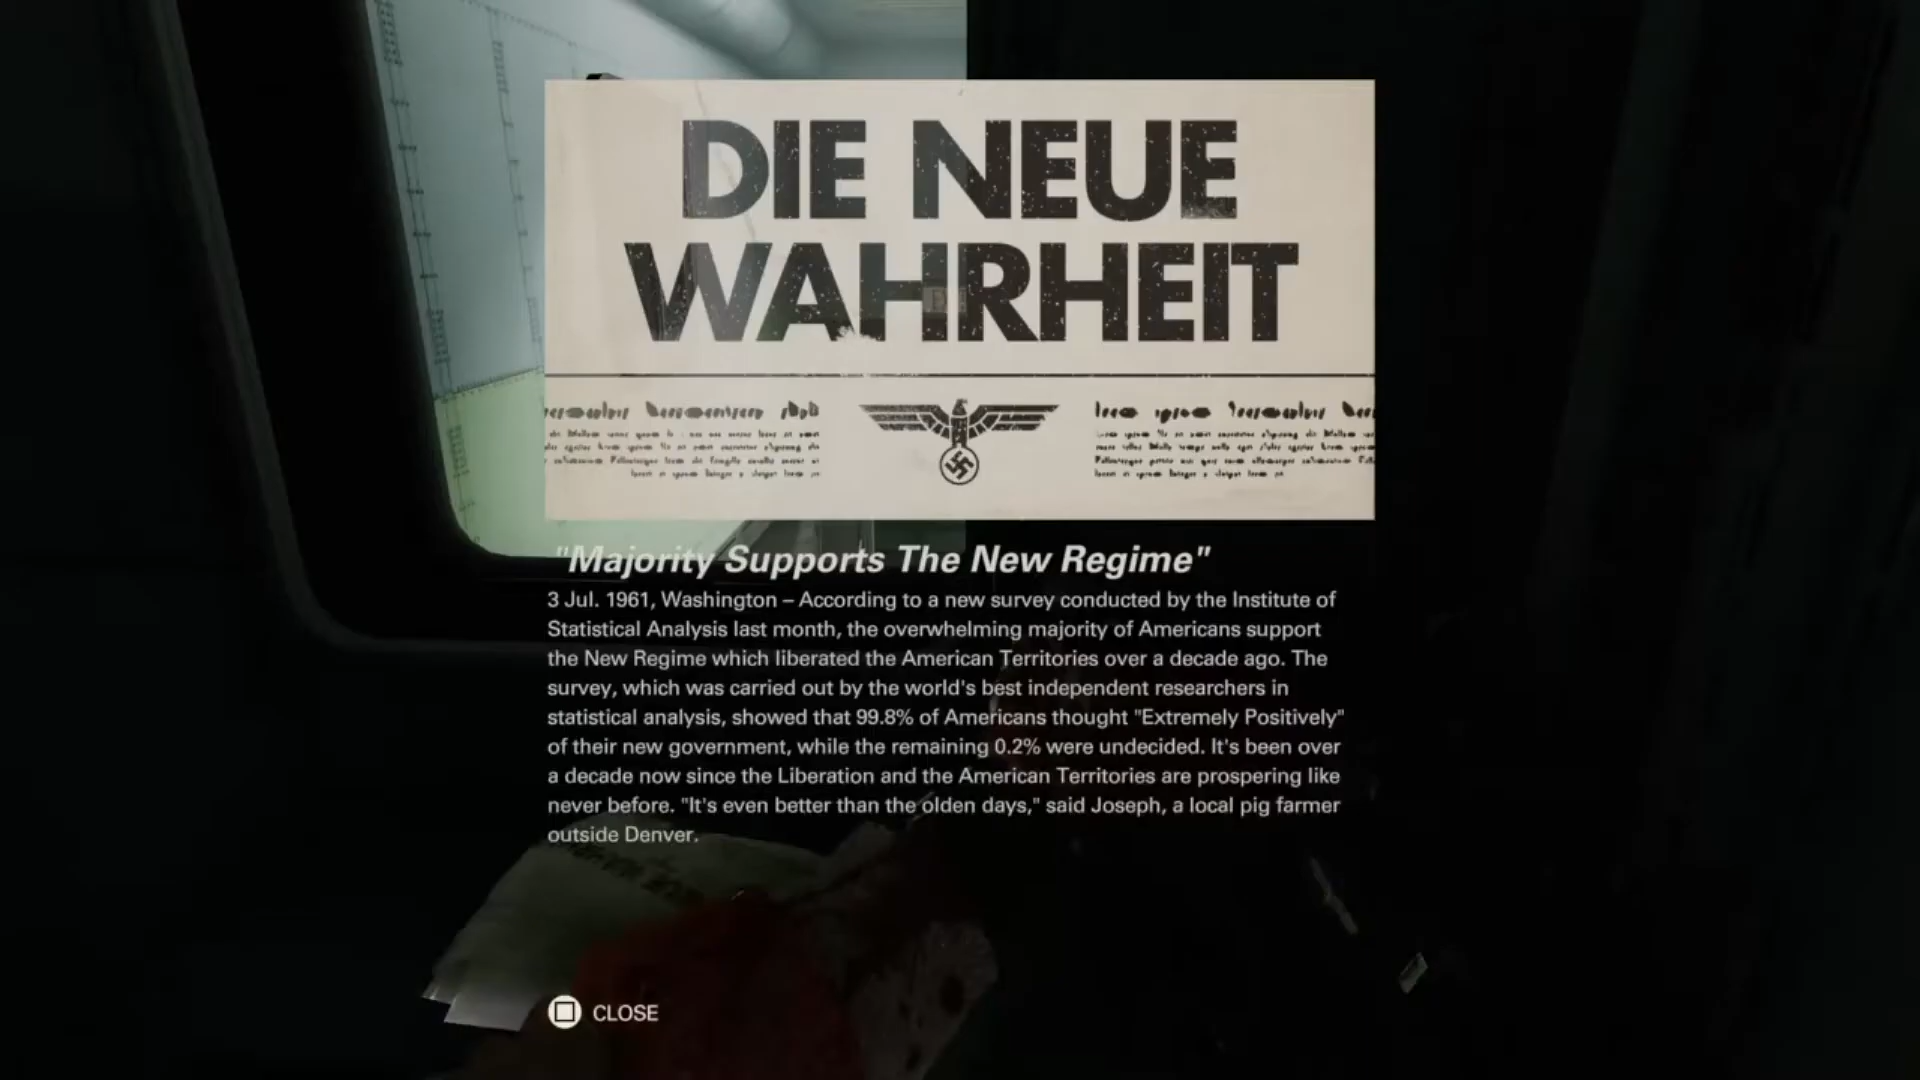 DIE NEUE
WAHRHEIT
"Majority Supports The New Regime"
3 Jul. 1961, Washington – According to a new survey conducted by the Institute of
Statistical Analysis last month, the overwhelming majority of Americans support
the New Regime which liberated the American Territories over a decade ago. The
survey, which was carried out by the world's best independent researchers in
statistical analysis, showed that 99.8% of Americans thought "Extremely Positively"
of their new government, while the remaining 0.2% were undecided. It's been over
a decade now since the Liberation and the American Territories are prospering like
never before. "It's even better than the olden days," said Joseph, a local pig farmer
outside Denver.
CLOSE